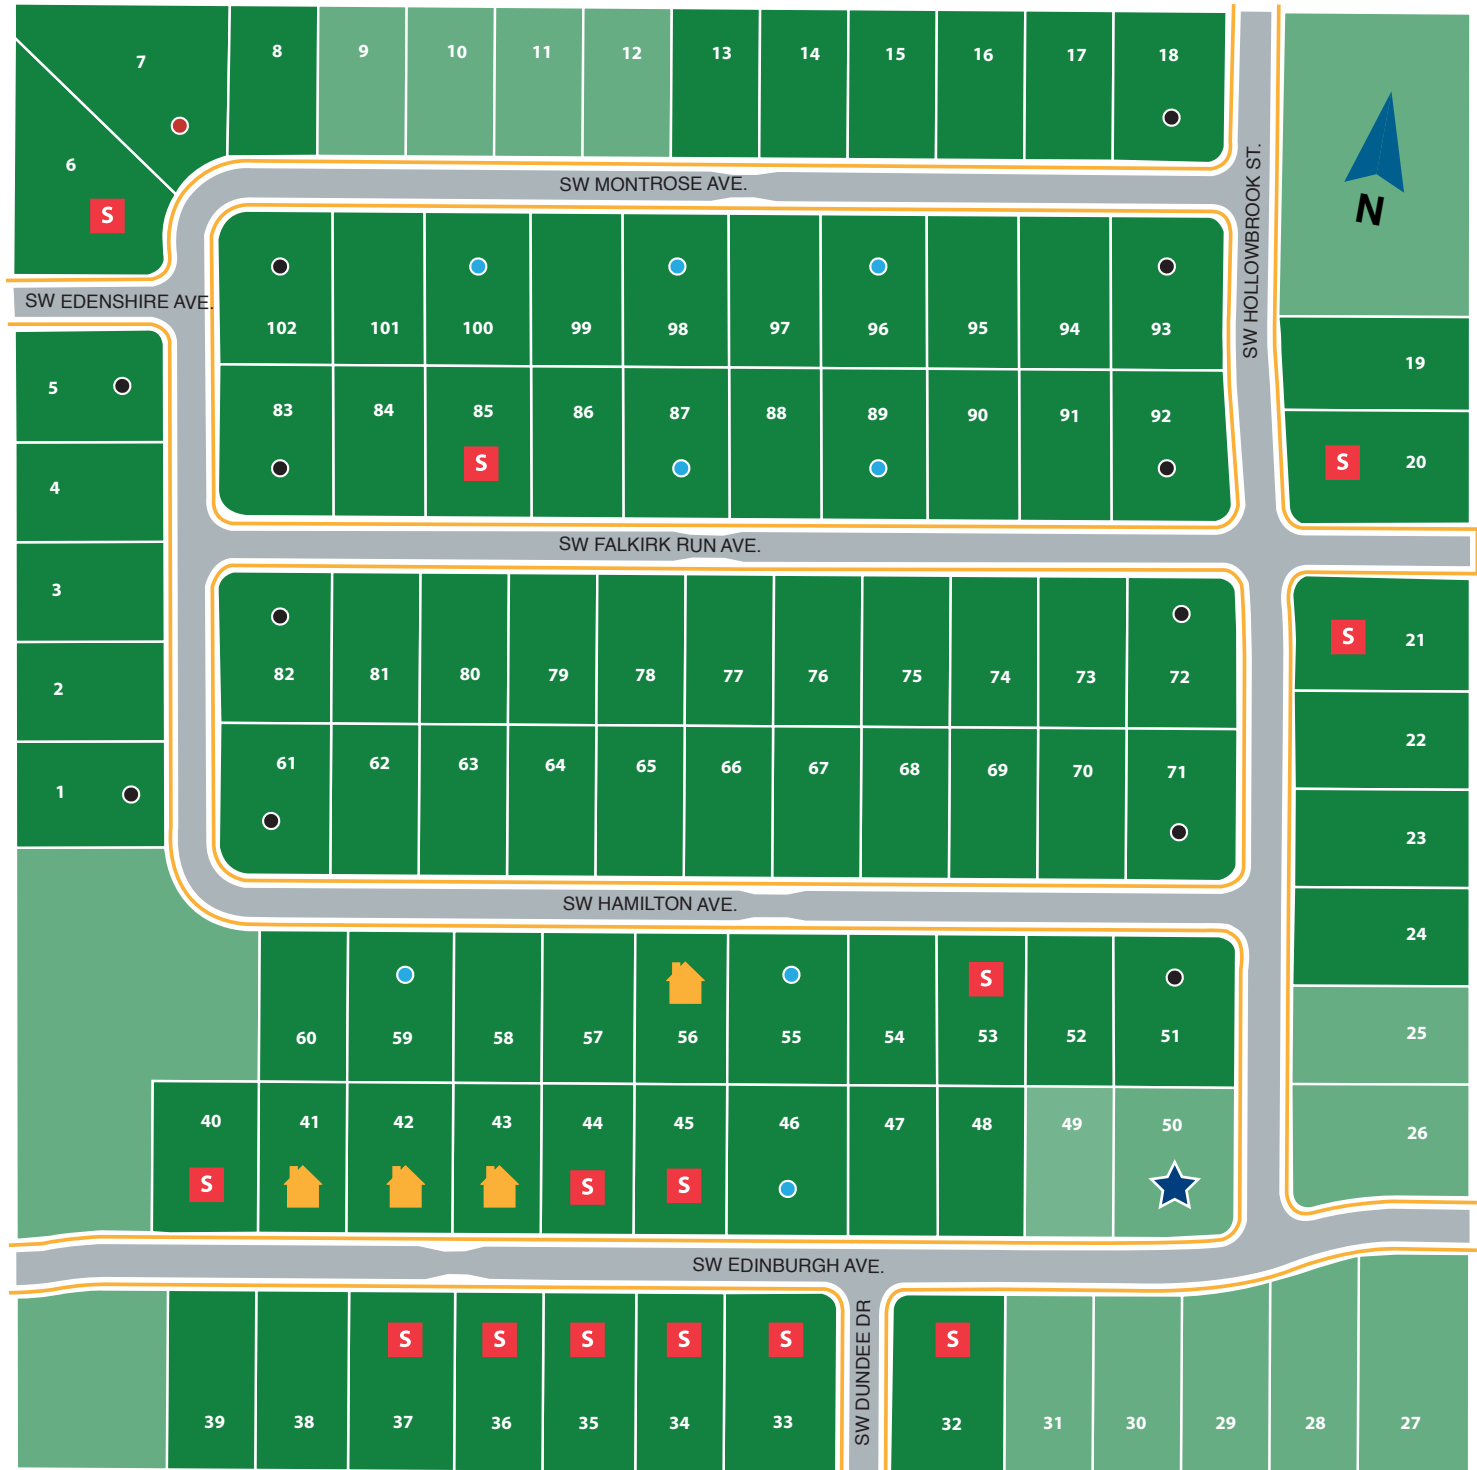 7 8 9 10 11 12 13 14 15 16 17 18
6
S
SW MONTROSE AVE.
SW HOLLOWBROOK ST.
N
SW EDENSHIRE AVE.
102 101 100 99 98 97 96 95 94 93
19
5
83 84 85 86 87 88 89 90 91 92
S
S 20
4
SW FALKIRK RUN AVE.
3
S 21
82 81 80 79 78 77 76 75 74 73 72
2
22
61 62 63 64 65 66 67 68 69 70 71
1
23
SW HAMILTON AVE.
24
S
60 59 58 57 56 55 54 53 52 51
25
40 41 42 43 44 45 46 47 48 49 50
26
S S S
SW EDINBURGH AVE.
S S S S S S
SW DUNDEE DR
39 38 37 36 35 34 33 32 31 30 29 28 27